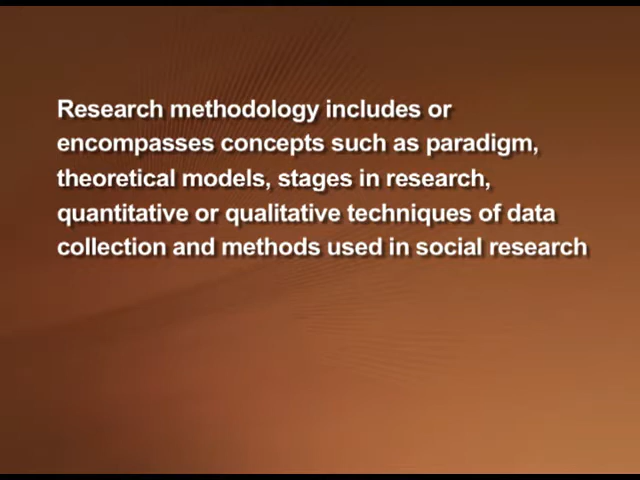 Research methodology includes or
encompasses concepts such as paradigm,
theoretical models, stages in research,
quantitative or qualitative techniques of data
collection and methods used in social research